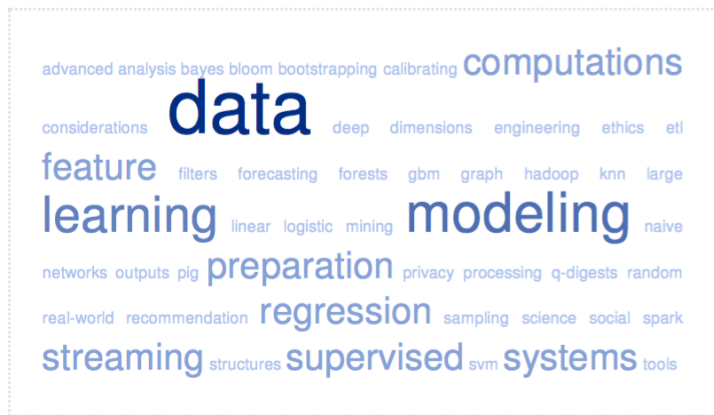 advanced analysis bayes bloom bootstrapping calibrating computations
considerations data deep dimensions engineering ethics etl
feature filters forecasting forests gbm graph hadoop knn large
learning linear logistic mining modeling naive
networks outputs pig preparation privacy processing q-digests random
real-world recommendation regression sampling science social spark
streaming structures supervised svm systems tools